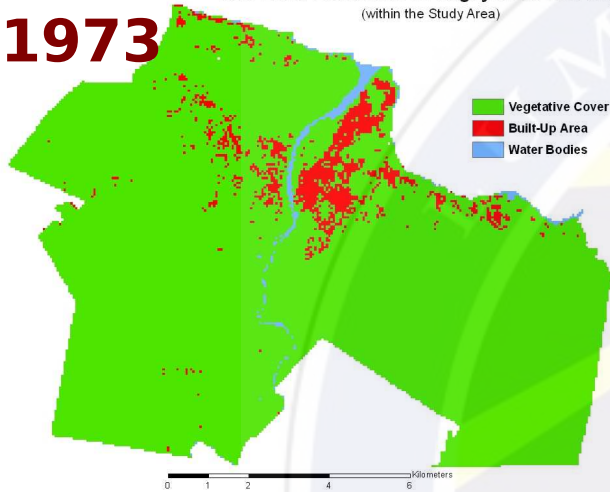 (within the Study Area)
1973
Vegetative Cover
Built-Up Area
Water Bodies
Kilometers
0 1 2 4 6